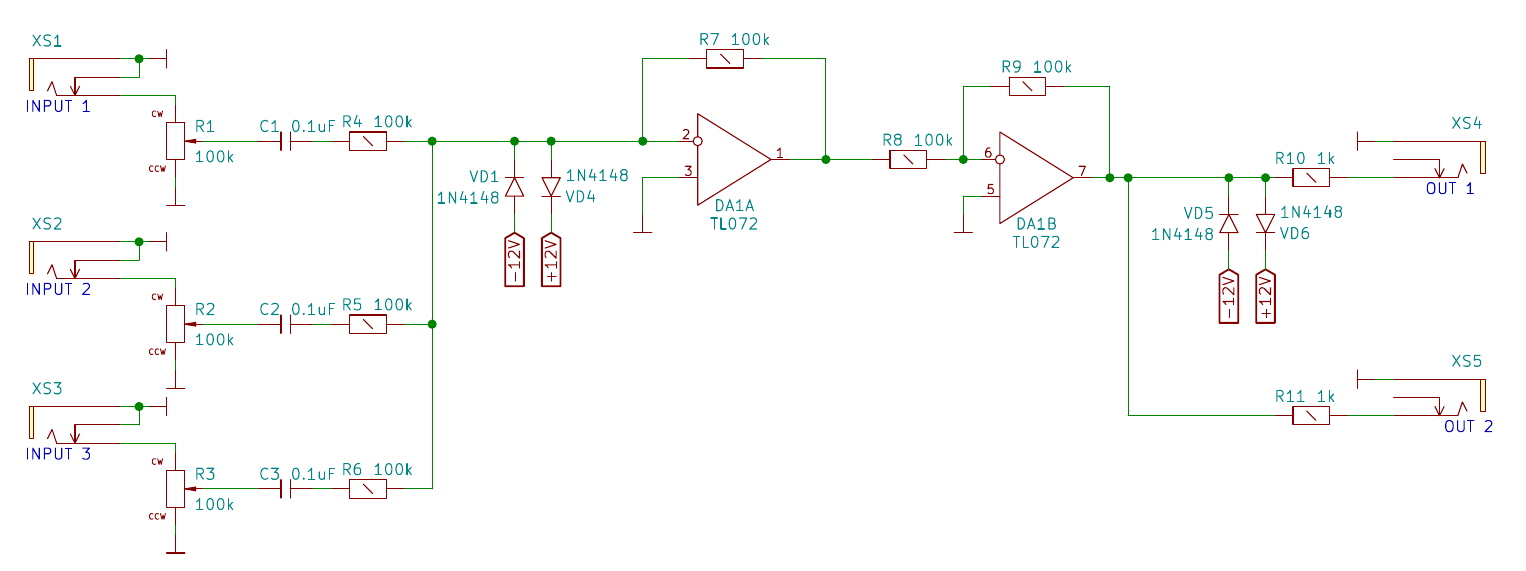 XS1
INPUT 1
CW
R1
100k
CCW
C1 0.1uF
R4 100k
XS2
INPUT 2
CW
R2
100k
CCW
C2 0.1uF
R5 100k
XS3
INPUT 3
CW
R3
100k
CCW
C3 0.1uF
R6 100k
VD1
1N4148
1N4148
VD4
-12V
+12V
R7 100k
2
3
1
DA1A
TL072
R8 100k
R9 100k
6
5
7
DA1B
TL072
VD5
1N4148
1N4148
VD6
-12V
+12V
R10 1k
XS4
OUT 1
R11 1k
XS5
OUT 2